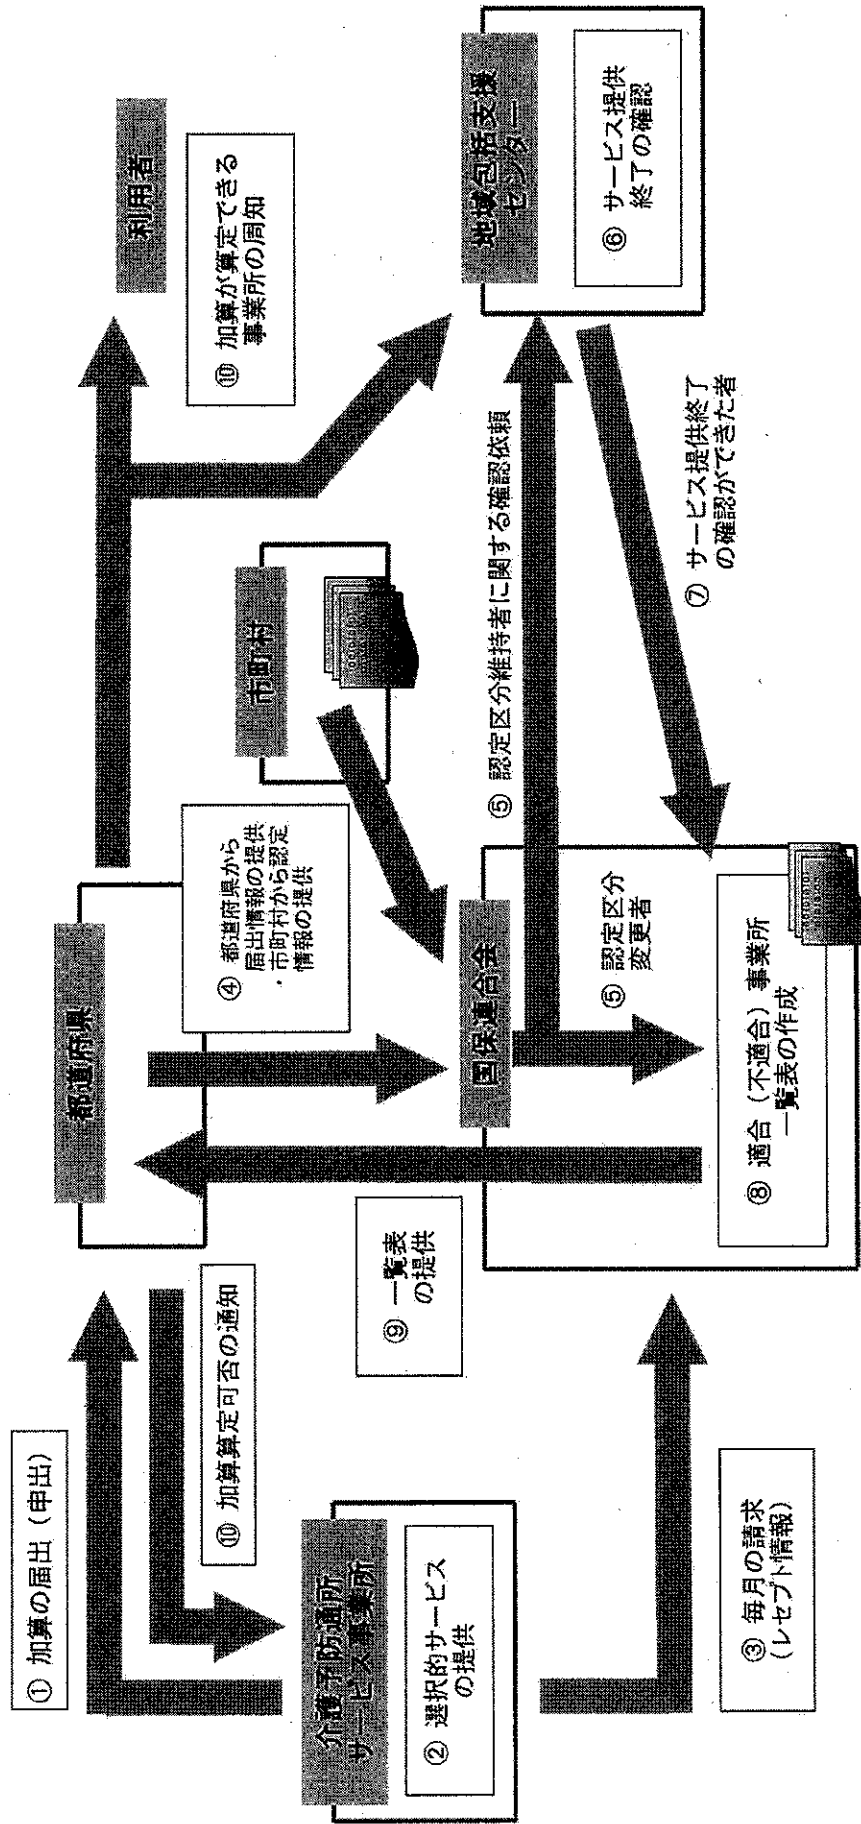 ① 加算の届出(申出)
⑩ 加算算定可否の通知
介護予防通所
サービス事業所
② 選択的サービス
の提供
③ 毎月の請求
(レセプト情報)
都道府県
④ 都道府県から
届出情報の提供
・市町村から認定
情報の提供
⑨ 一覧表
の提供
国保連合会
⑤ 認定区分
変更者
⑧ 適合(不適合)事業所
一覧表の作成
市町村
⑤ 認定区分維持者に関する確認依頼
⑦ サービス提供終了
の確認ができた者
利用者
⑩ 加算が算定できる
事業所の周知
地域包括支援
センター
⑥ サービス提供
終了の確認